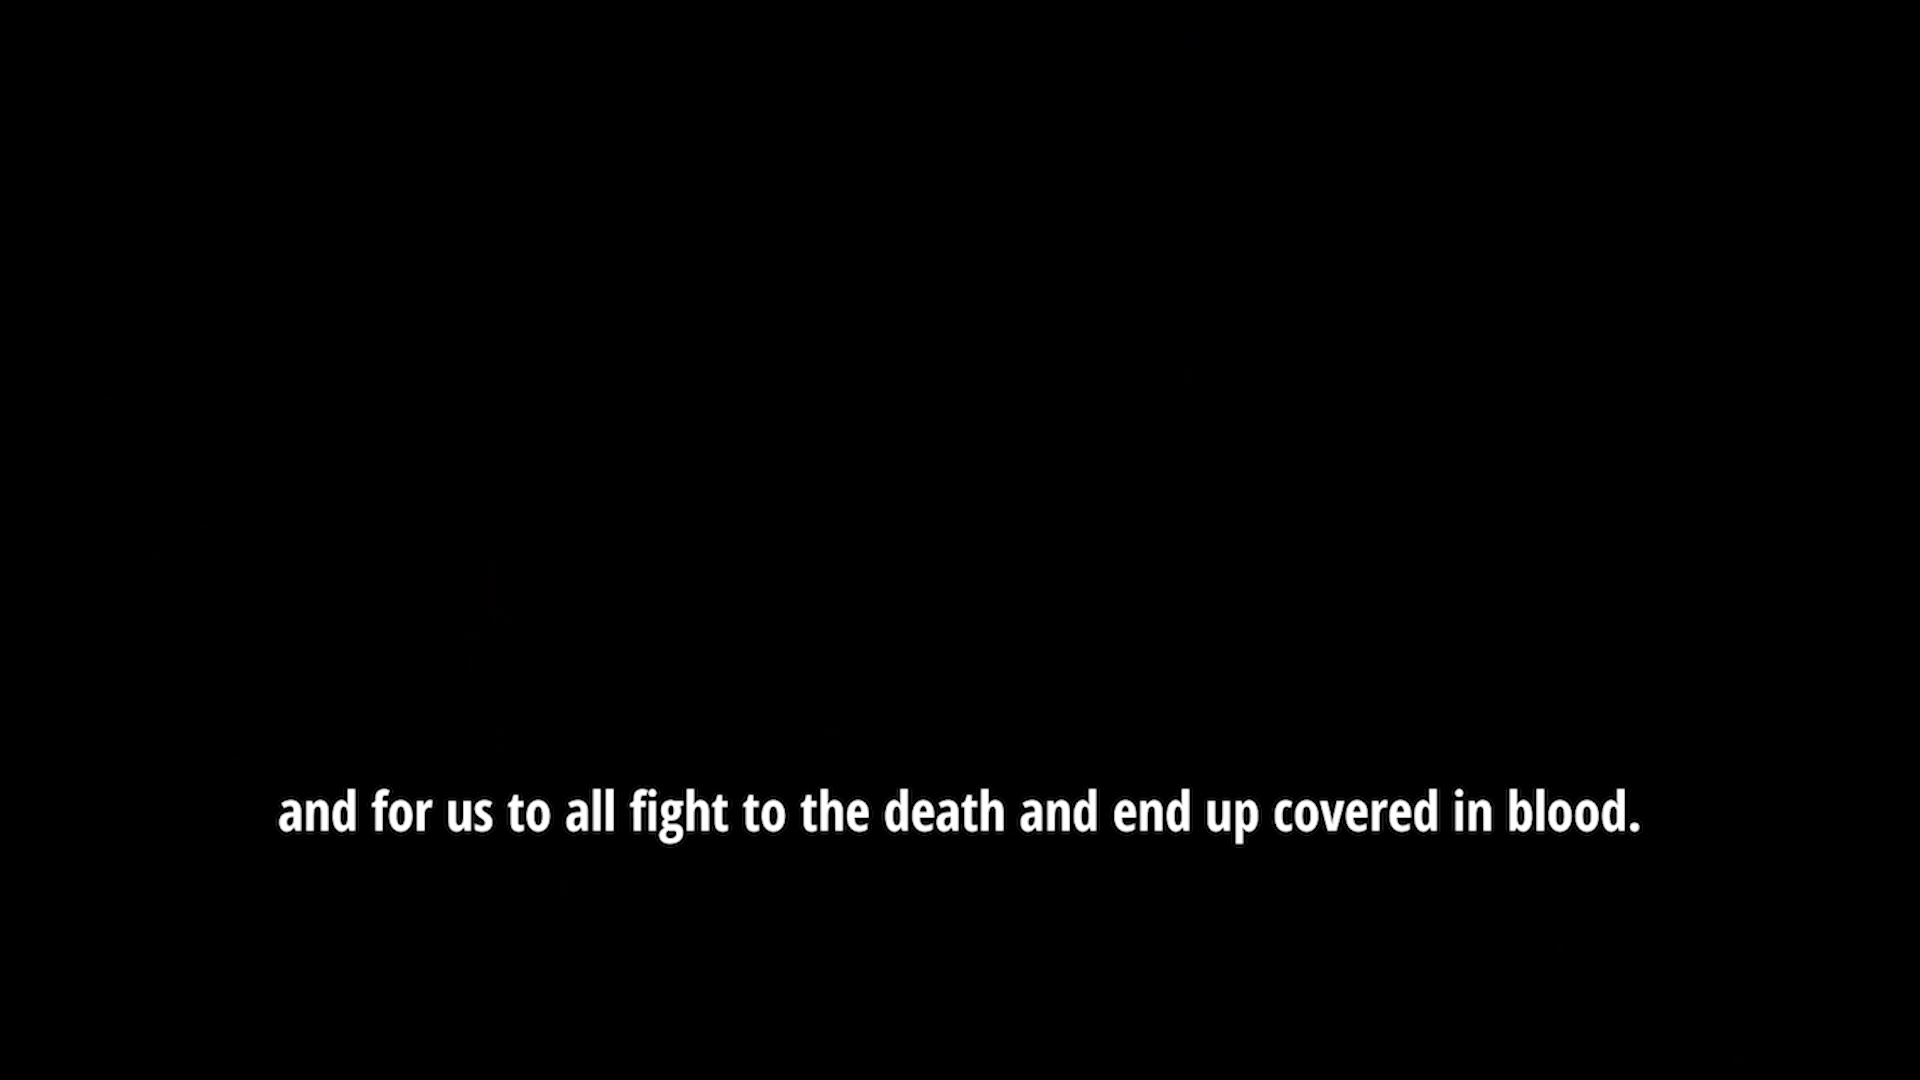 and for us to all fight to the death and end up covered in blood.